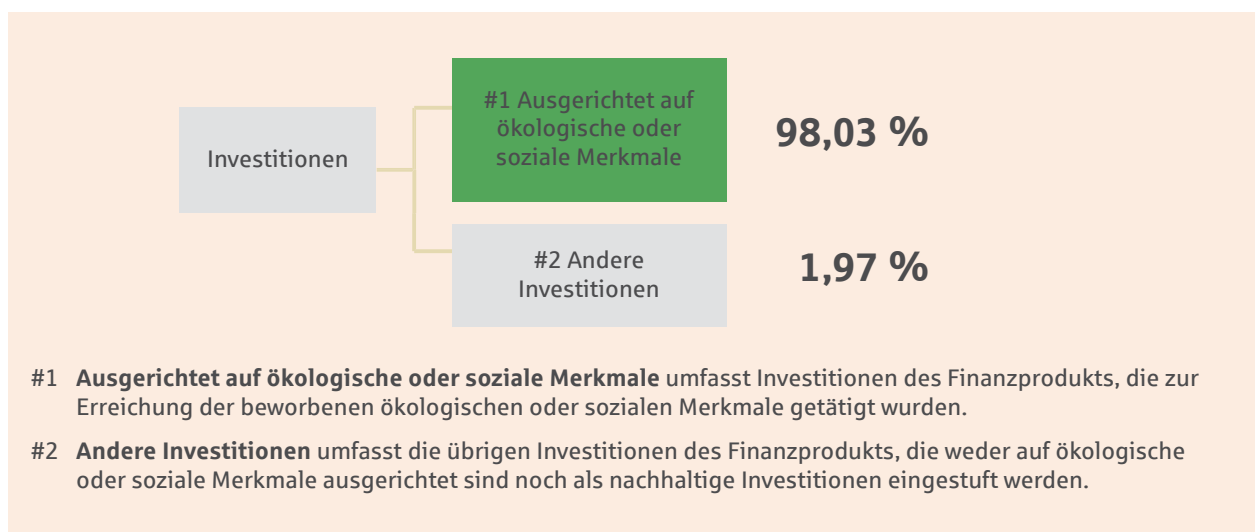 #1 Ausgerichtet auf
ökologische oder
soziale Merkmale
98,03 %
Investitionen
#2 Andere
Investitionen
1,97 %
#1 Ausgerichtet auf ökologische oder soziale Merkmale umfasst Investitionen des Finanzprodukts, die zur
Erreichung der beworbenen ökologischen oder sozialen Merkmale getätigt wurden.
#2 Andere Investitionen umfasst die übrigen Investitionen des Finanzprodukts, die weder auf ökologische
oder soziale Merkmale ausgerichtet sind noch als nachhaltige Investitionen eingestuft werden.